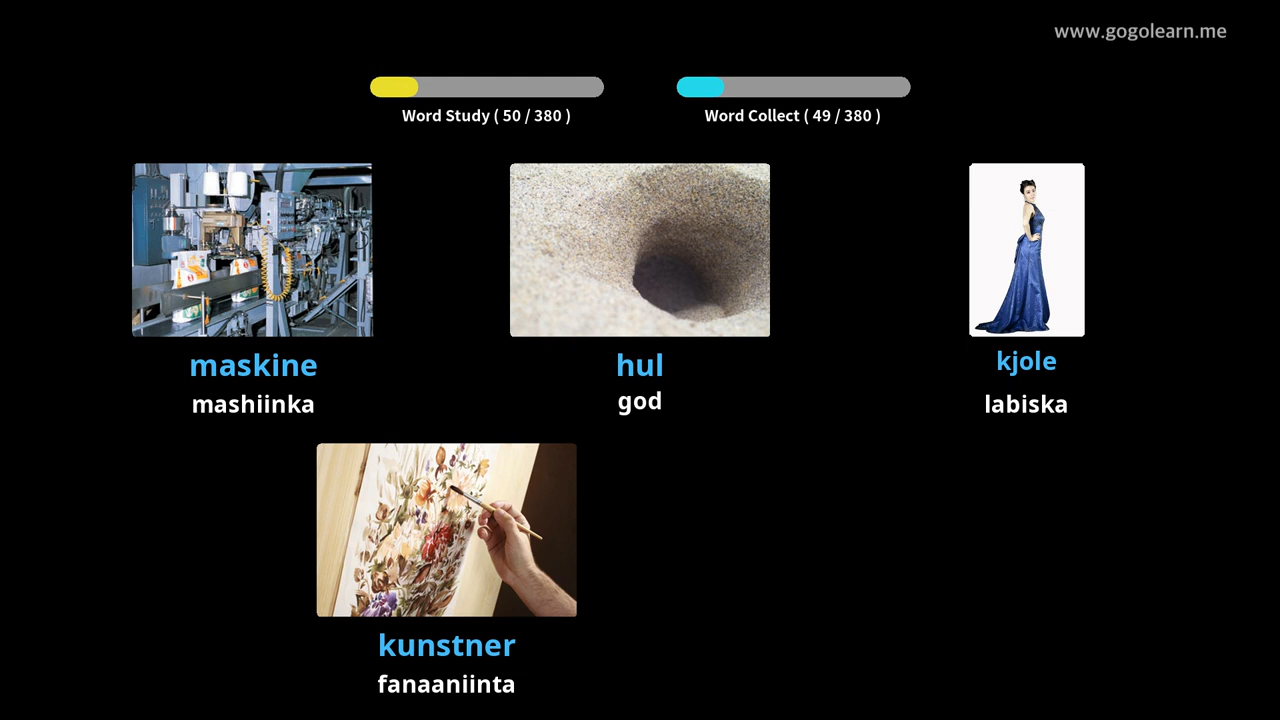 www.gogolearn.me
Word Study ( 50 / 380 )
Word Collect ( 49 / 380 )
maskine
mashiinka
hul
god
kjole
labiska
kunstner
fanaaniinta